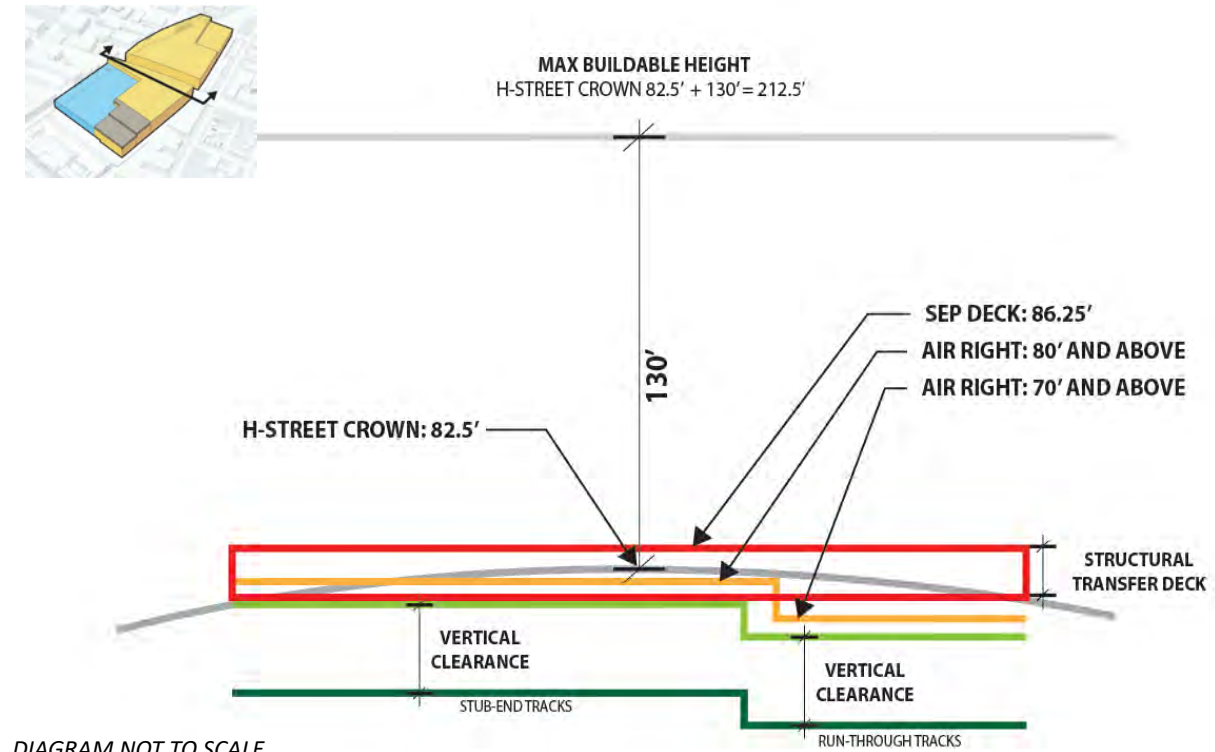 MAX BUILDABLE HEIGHT
H-STREET CROWN 82.5′ + 130′ = 212.5′
130′
SEP DECK: 86.25′
AIR RIGHT: 80′ AND ABOVE
AIR RIGHT: 70′ AND ABOVE
H-STREET CROWN: 82.5′
STRUCTURAL
TRANSFER DECK
VERTICAL
CLEARANCE
VERTICAL
CLEARANCE
STUB-END TRACKS
RUN-THROUGH TRACKS
DIAGRAM NOT TO SCALE